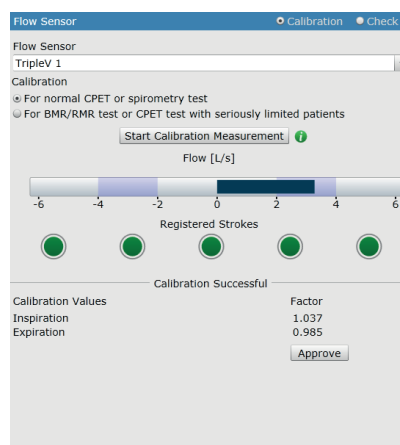 Flow Sensor Calibration Check
Flow Sensor
TripleV 1
Calibration
For normal CPET or spirometry test
For BMR/RMR test or CPET test with seriously limited patients
Start Calibration Measurement i
Flow [L/s]
-6 -4 -2 0 2 4 6
Registered Strokes
Calibration Successful
Calibration Values Factor
Inspiration 1.037
Expiration 0.985
Approve